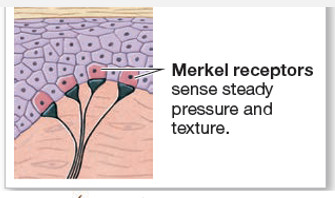 Merkel receptors
sense steady
pressure and
texture.